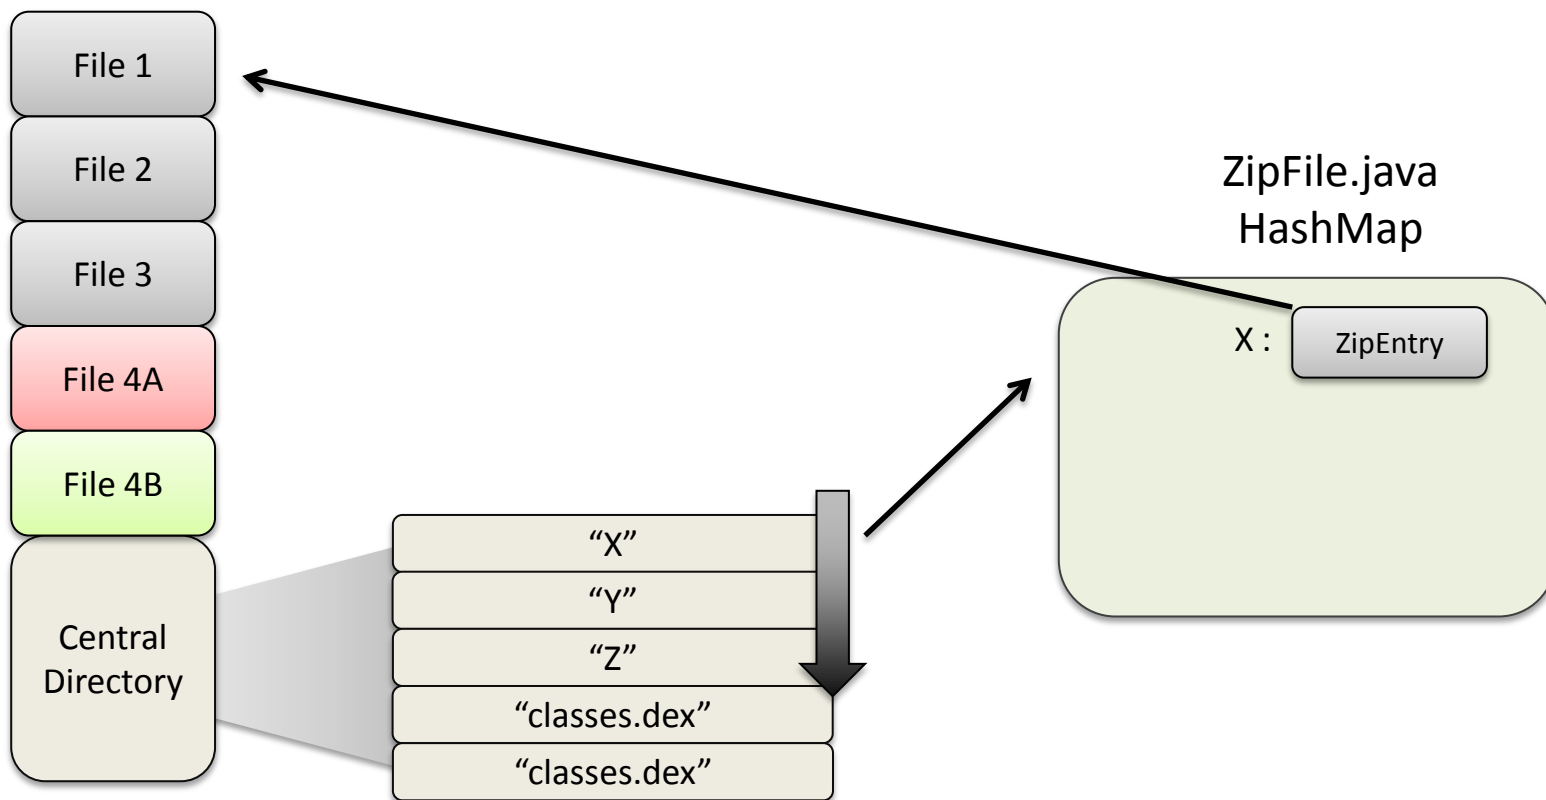 File 1
File 2
File 3
File 4A
File 4B
Central
Directory
“X”
“Y”
“Z”
“classes.dex”
“classes.dex”
ZipFile.java
HashMap
X :
ZipEntry